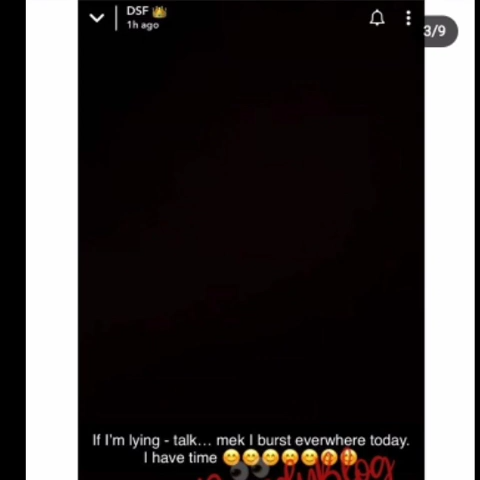 DSF 👑
1h ago
3/9
If I'm lying - talk... mek I burst everwhere today.
I have time 😊😊😊😊😊😊😊